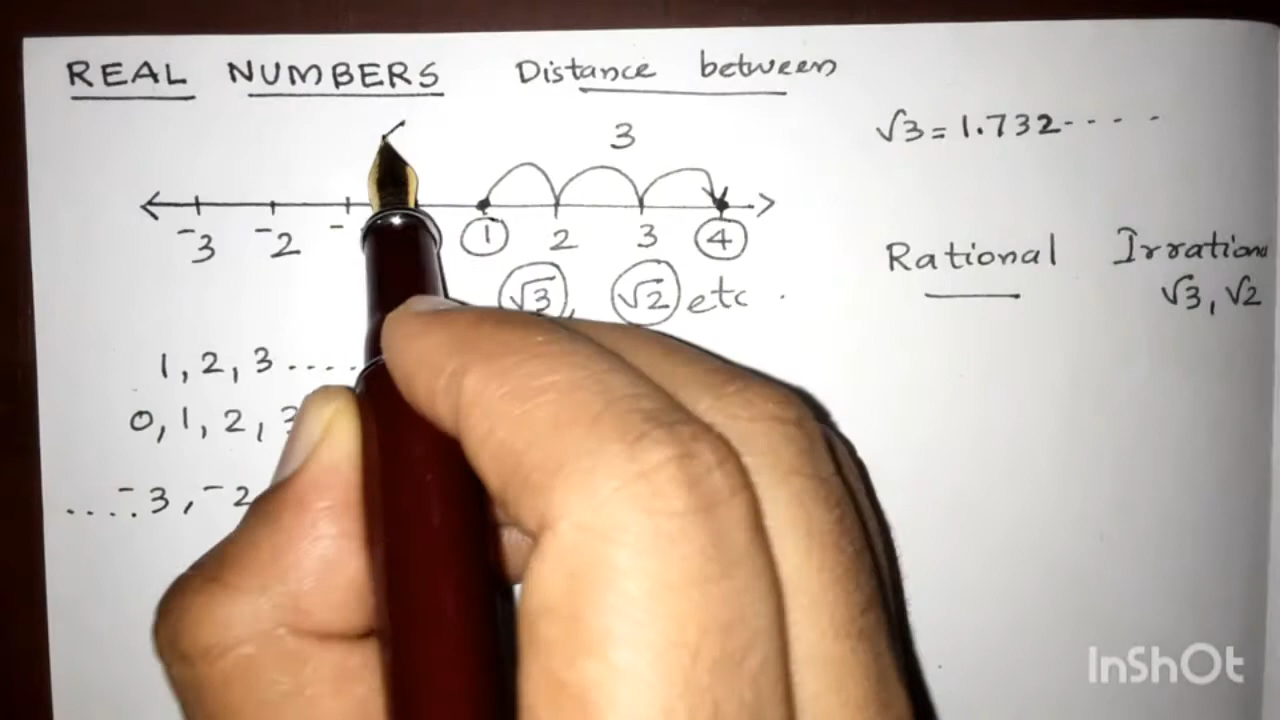 REAL NUMBERS Distance between
3
√3 = 1.732-----
-3 -2 - 1 2 3 4
√3, √2 etc.
Rational Irrationa
√3, √2
1, 2, 3 .....
0, 1, 2, 3
....-3, -2
InShOt